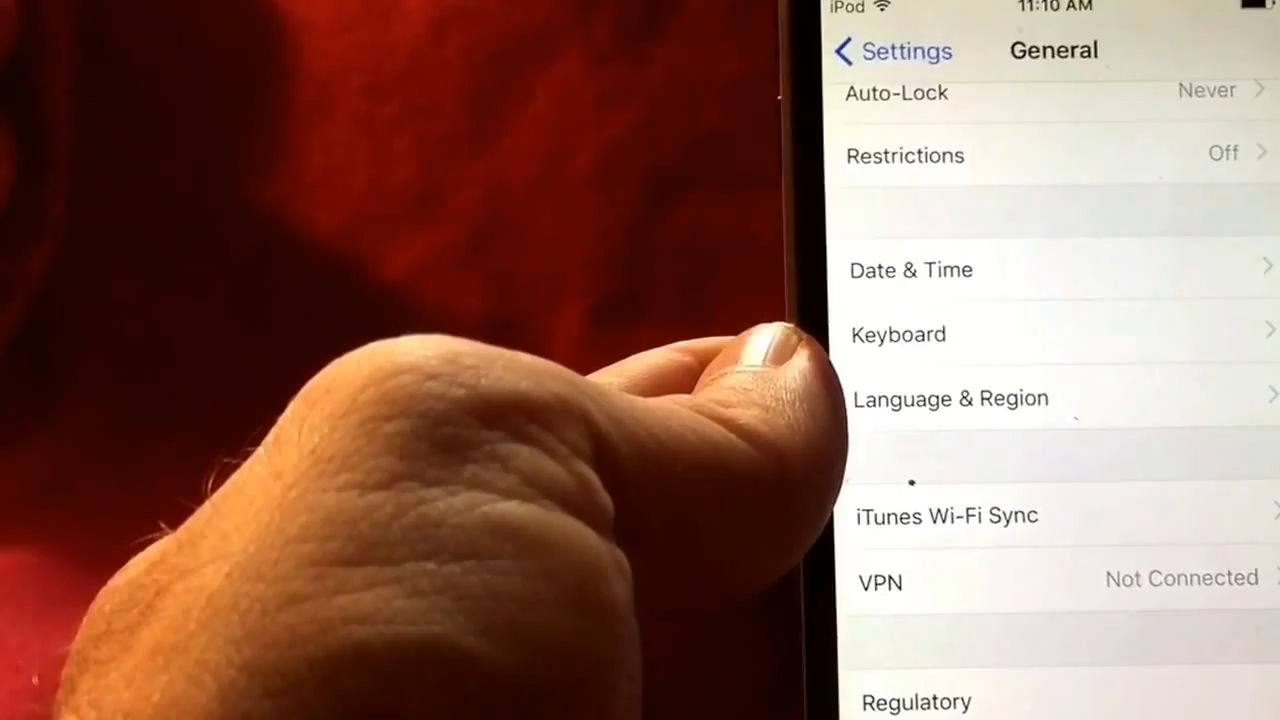 iPod 11:10 AM
Settings General
Auto-Lock Never
Restrictions Off
Date & Time
Keyboard
Language & Region
iTunes Wi-Fi Sync
VPN Not Connected
Regulatory